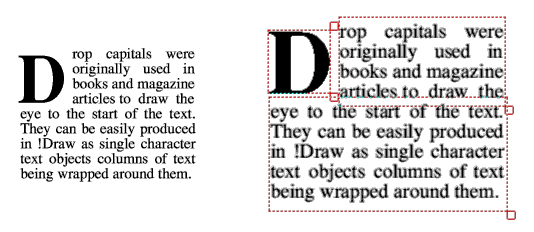 Drop capitals were
originally used in
books and magazine
articles to draw the
eye to the start of the text.
They can be easily produced
in !Draw as single character
text objects columns of text
being wrapped around them.
Drop capitals were
originally used in
books and magazine
articles to draw the
eye to the start of the text.
They can be easily produced
in !Draw as single character
text objects columns of text
being wrapped around them.